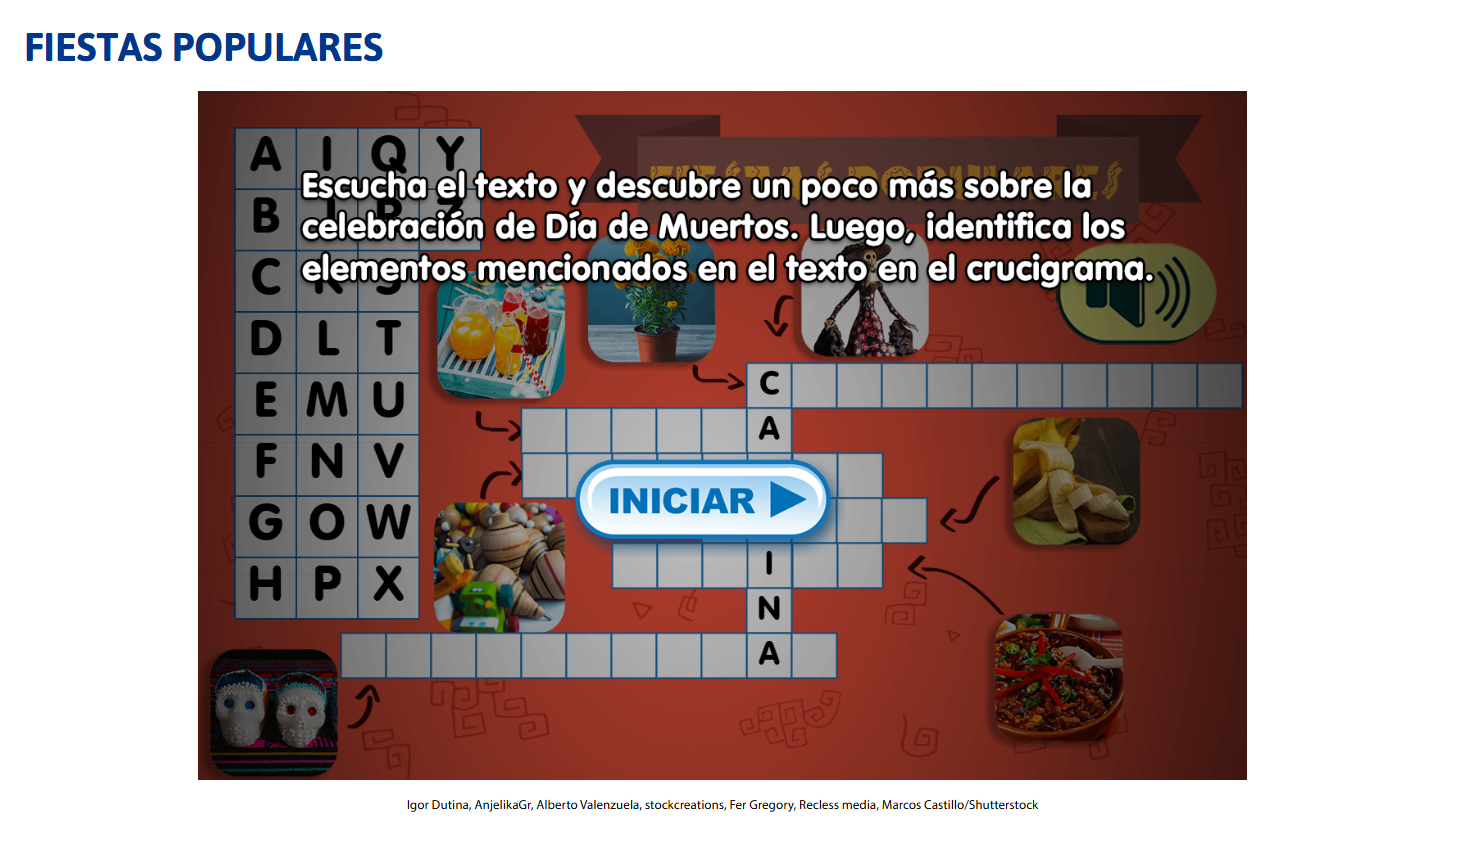 FIESTAS POPULARES
FIESTAS POPULARES
Escucha el texto y descubre un poco más sobre la
celebración de Día de Muertos. Luego, identifica los
elementos mencionados en el texto en el crucigrama.
A I Q Y
B J R Z
C K S
D L T
E M U
F N V
G O W
H P X
C
A
INICIAR
I
N
A
Igor Dutina, AnjelikaGr, Alberto Valenzuela, stockcreations, Fer Gregory, Recless media, Marcos Castillo/Shutterstock